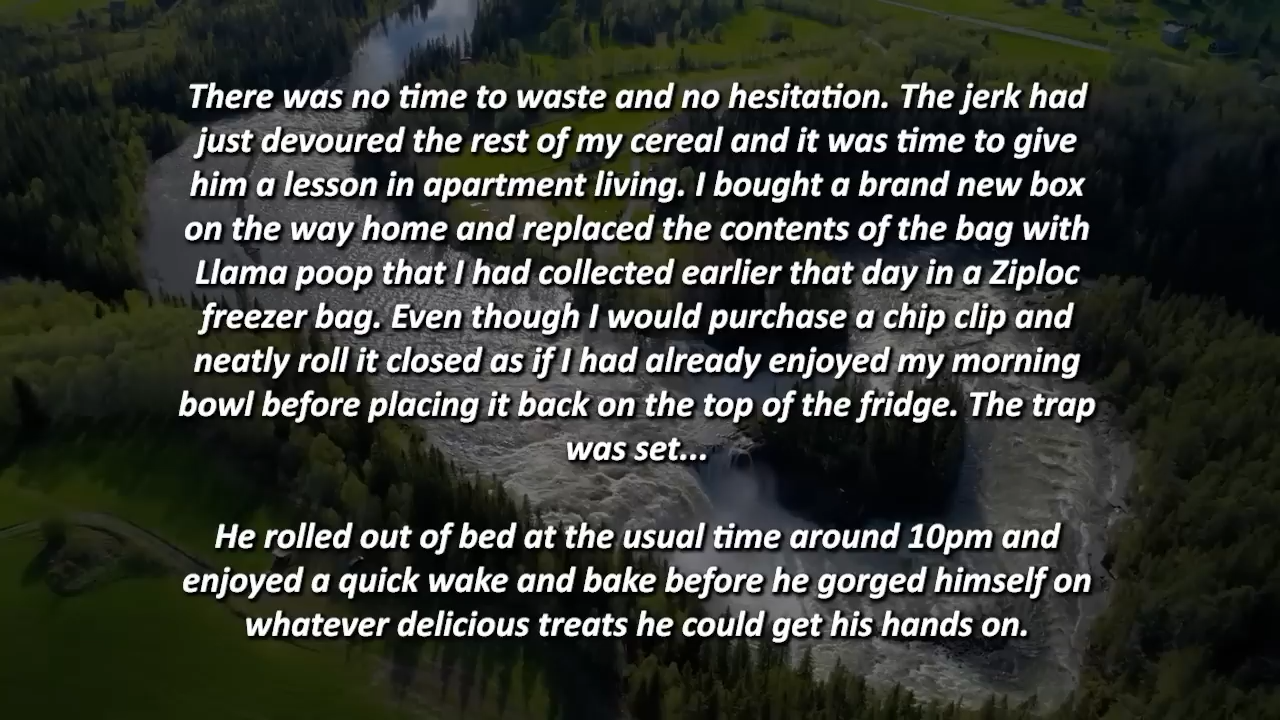 There was no time to waste and no hesitation. The jerk had
just devoured the rest of my cereal and it was time to give
him a lesson in apartment living. I bought a brand new box
on the way home and replaced the contents of the bag with
Llama poop that I had collected earlier that day in a Ziploc
freezer bag. Even though I would purchase a chip clip and
neatly roll it closed as if I had already enjoyed my morning
bowl before placing it back on the top of the fridge. The trap
was set...
He rolled out of bed at the usual time around 10pm and
enjoyed a quick wake and bake before he gorged himself on
whatever delicious treats he could get his hands on.